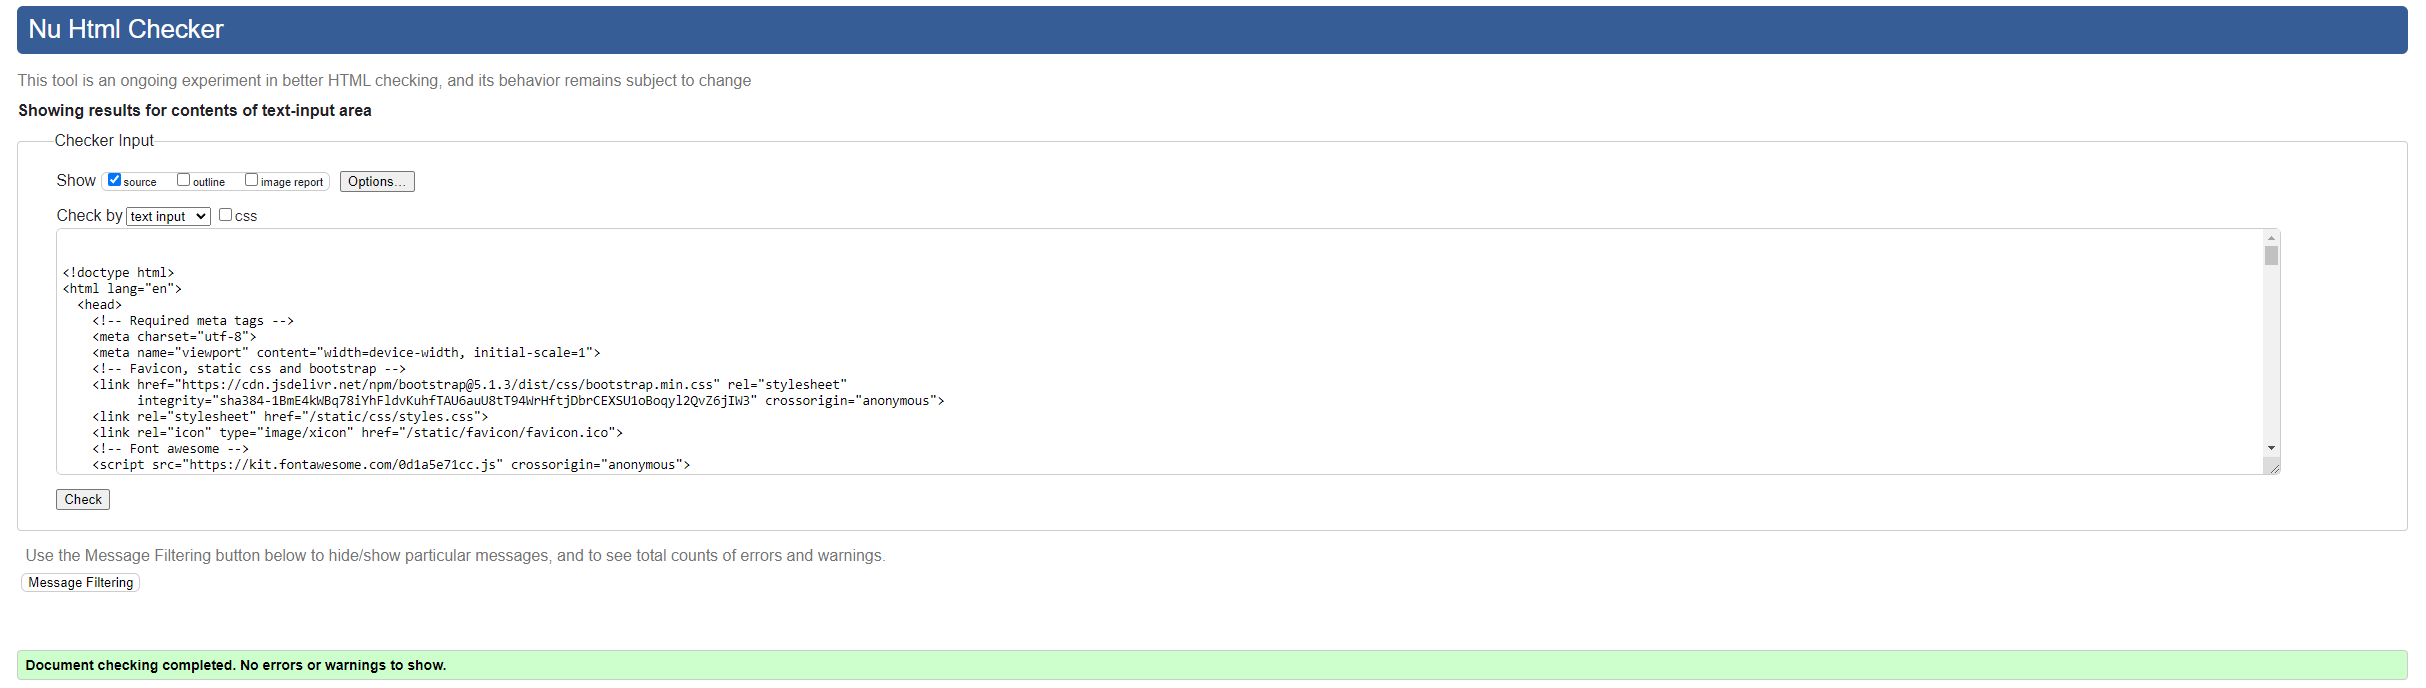 Nu Html Checker
This tool is an ongoing experiment in better HTML checking, and its behavior remains subject to change
Showing results for contents of text-input area
Checker Input
Show source outline image report Options...
Check by text input css
<!doctype html>
<html lang="en">
  <head>
    <!-- Required meta tags -->
    <meta charset="utf-8">
    <meta name="viewport" content="width=device-width, initial-scale=1">
    <!-- Favicon, static css and bootstrap -->
    <link href="https://cdn.jsdelivr.net/npm/bootstrap@5.1.3/dist/css/bootstrap.min.css" rel="stylesheet"
          integrity="sha384-1BmE4kWBq78iYhFldvKuhfTAU6auU8tT94WrHftjDbrCEXSU1oBoqyl2QvZ6jIW3" crossorigin="anonymous">
    <link rel="stylesheet" href="/static/css/styles.css">
    <link rel="icon" type="image/xicon" href="/static/favicon/favicon.ico">
    <!-- Font awesome -->
    <script src="https://kit.fontawesome.com/0d1a5e71cc.js" crossorigin="anonymous">
Check
Use the Message Filtering button below to hide/show particular messages, and to see total counts of errors and warnings.
Message Filtering
Document checking completed. No errors or warnings to show.